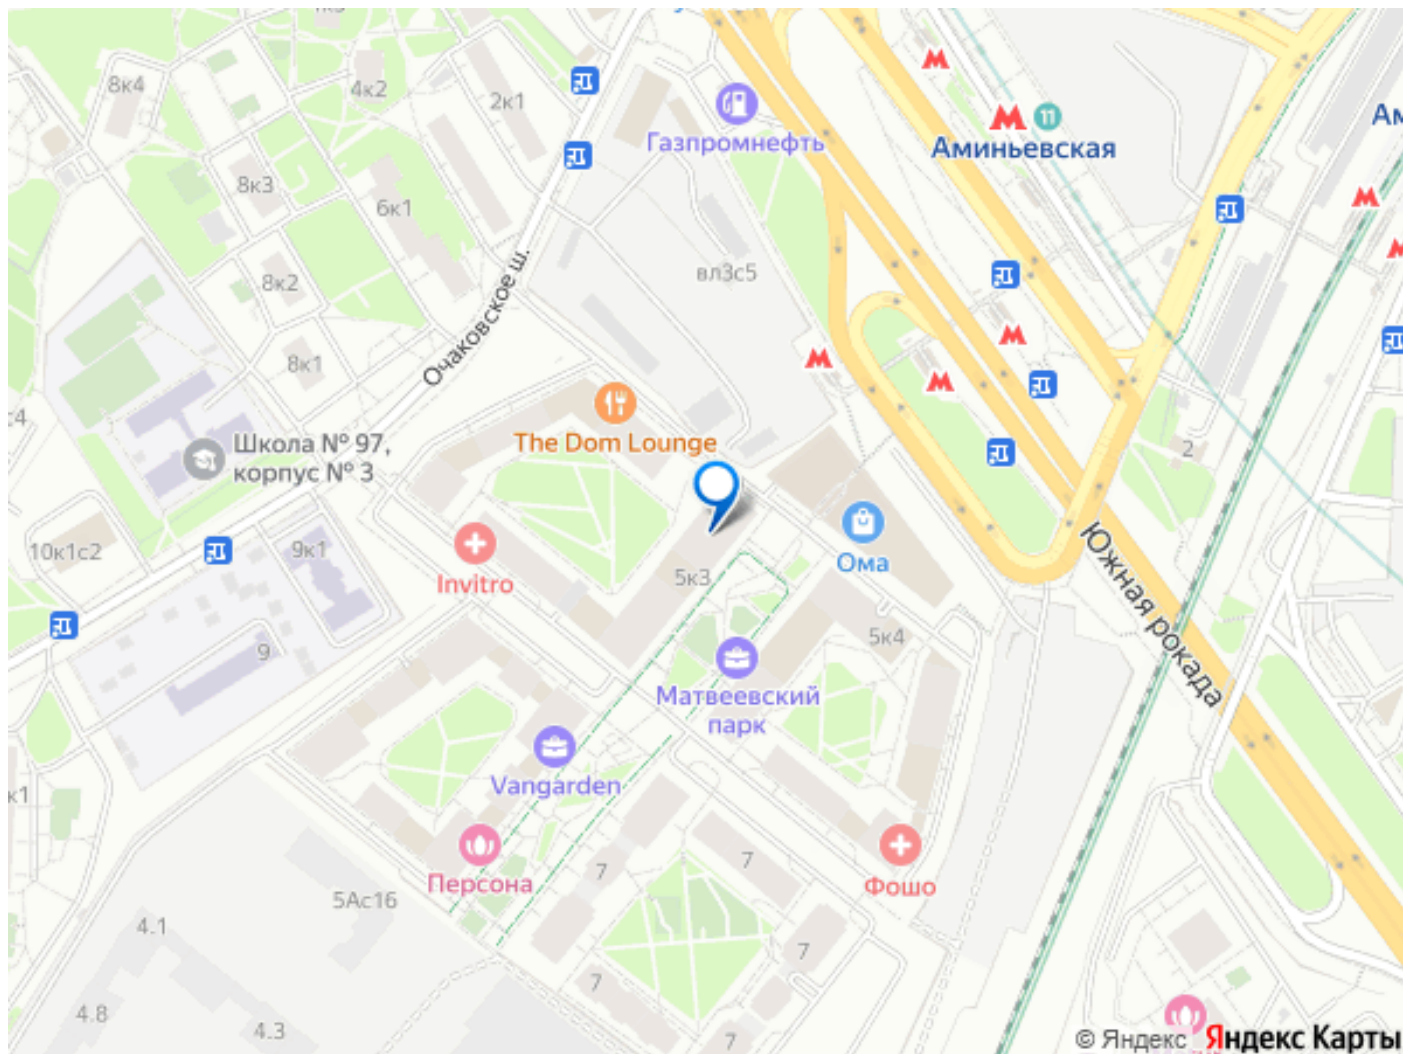 8к4
4к2
2к1
Газпромнефть
11
Аминьевская
8к3
6к1
8к2
вл3с5
Очаковское ш.
8к1
The Dom Lounge
Школа № 97,
корпус № 3
2
10к1с2
9к1
Invitro
5к3
Ома
Южная рокада
9
5к4
Матвеевский
парк
Vangarden
Персона
7
7
Фошо
5Ас16
4.1
7
7
4.8
4.3
7
© Яндекс Яндекс Карты